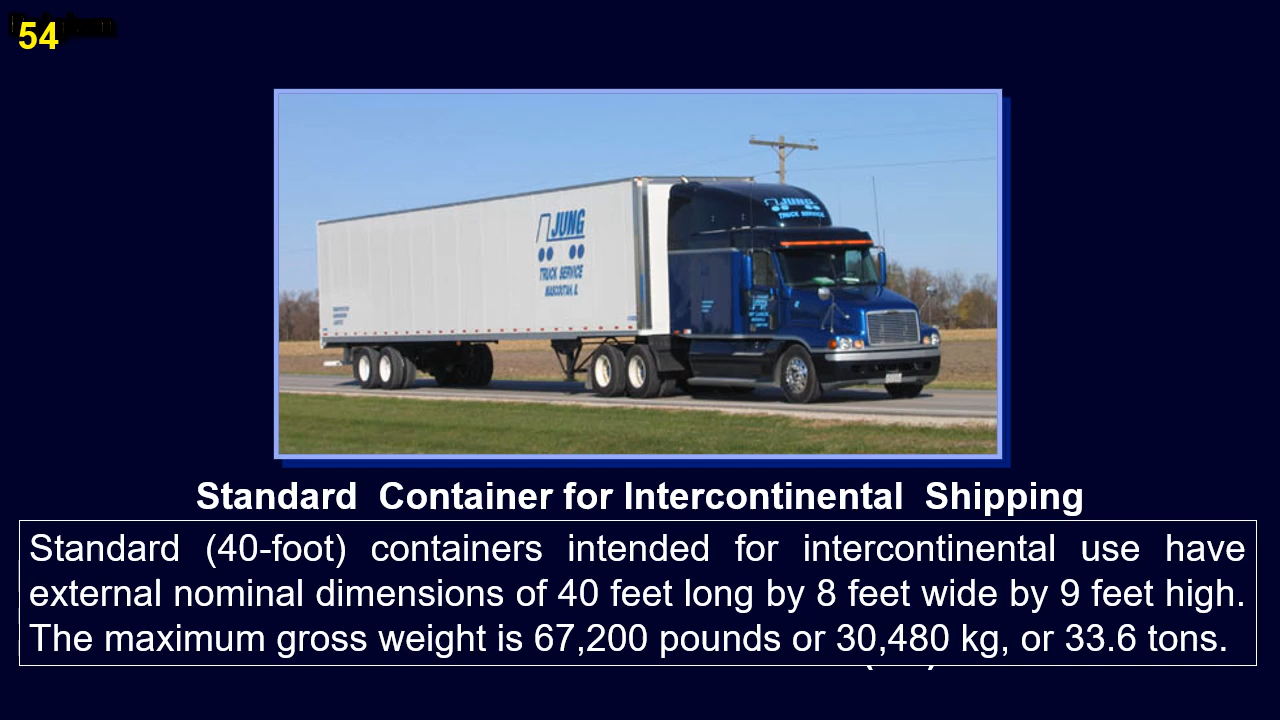 54
JUNG
TRUCK SERVICE
MASCOUTAH, IL
JUNG
TRUCK SERVICE
Standard Container for Intercontinental Shipping
Standard (40-foot) containers intended for intercontinental use have
external nominal dimensions of 40 feet long by 8 feet wide by 9 feet high.
The maximum gross weight is 67,200 pounds or 30,480 kg, or 33.6 tons.